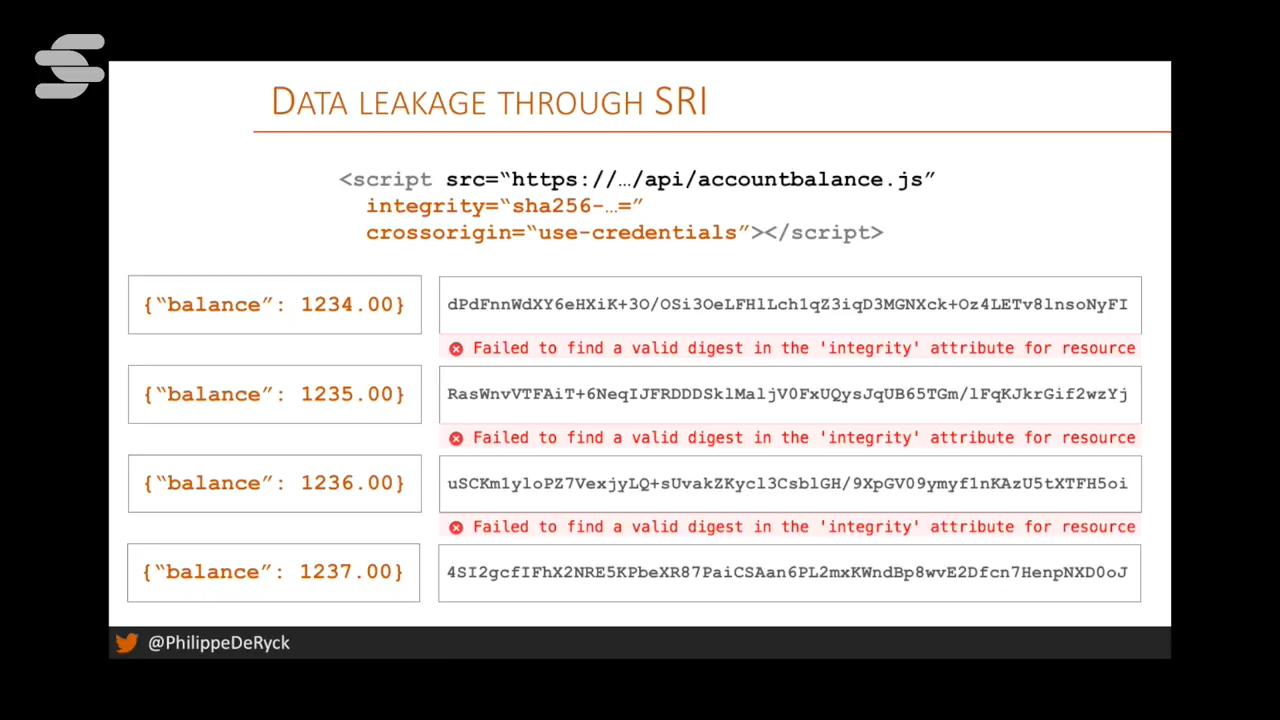 DATA LEAKAGE THROUGH SRI
<script src=“https://…/api/accountbalance.js”
integrity=“sha256-…=”
crossorigin=“use-credentials”></script>
{“balance”: 1234.00} dPdFnnWdXY6eHXiK+3O/OSi3OeLFHlLch1qZ3iqD3MGNXck+Oz4LETv8lnsoNyFI
Failed to find a valid digest in the 'integrity' attribute for resource
{“balance”: 1235.00} RasWnvVTFAiT+6NeqIJFRDDDSklMaljV0FxUQysJqUB65TGm/lFqKJkrGif2wzYj
Failed to find a valid digest in the 'integrity' attribute for resource
{“balance”: 1236.00} uSCKm1yloPZ7VexjyLQ+sUvakZKycl3CsblGH/9XpGV09ymyf1nKAzU5tXTFH5oi
Failed to find a valid digest in the 'integrity' attribute for resource
{“balance”: 1237.00} 4SI2gcfIFhX2NRE5KPbeXR87PaiCSAan6PL2mxKWndBp8wvE2Dfcn7HenpNXD0oJ
@PhilippeDeRyck